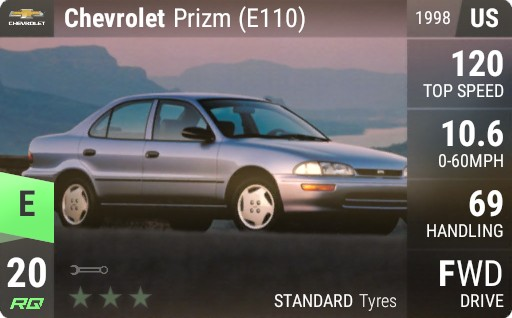 CHEVROLET
Chevrolet Prizm (E110)
1998 US
120
TOP SPEED
10.6
0-60MPH
69
HANDLING
FWD
DRIVE
E
20
RQ
STANDARD Tyres